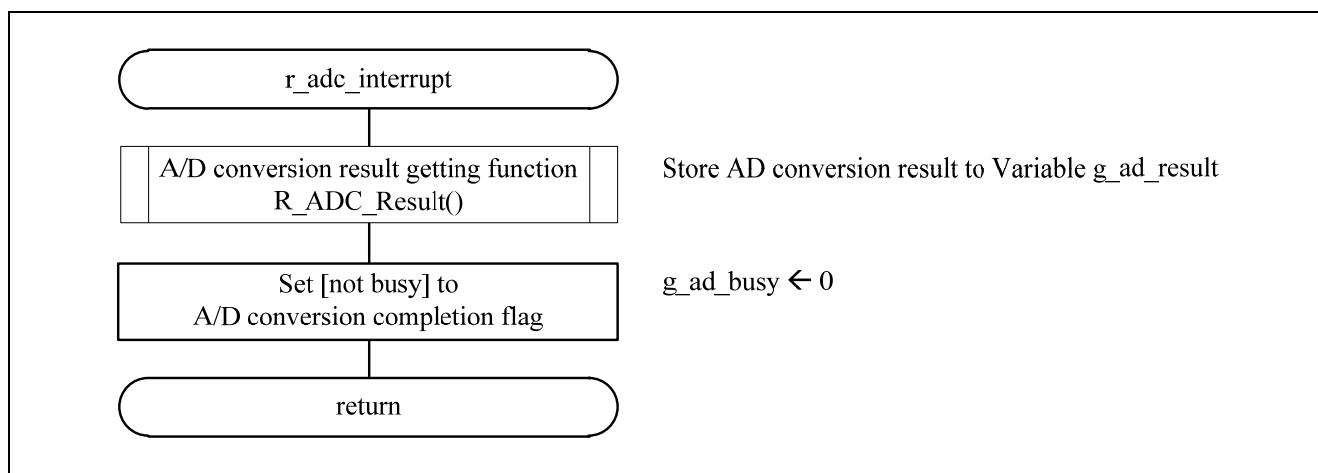 r_adc_interrupt
A/D conversion result getting function
R_ADC_Result()
Store AD conversion result to Variable g_ad_result
Set [not busy] to
A/D conversion completion flag
g_ad_busy ← 0
return